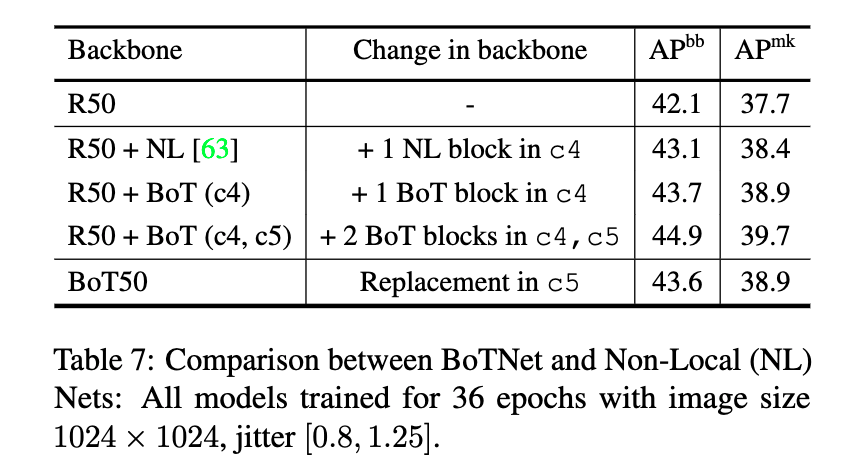 Backbone Change in backbone AP^bb AP^mk
R50 - 42.1 37.7
R50 + NL [63] + 1 NL block in c4 43.1 38.4
R50 + BoT (c4) + 1 BoT block in c4 43.7 38.9
R50 + BoT (c4, c5) + 2 BoT blocks in c4,c5 44.9 39.7
BoT50 Replacement in c5 43.6 38.9
Table 7: Comparison between BoTNet and Non-Local (NL)
Nets: All models trained for 36 epochs with image size
1024 × 1024, jitter [0.8, 1.25].